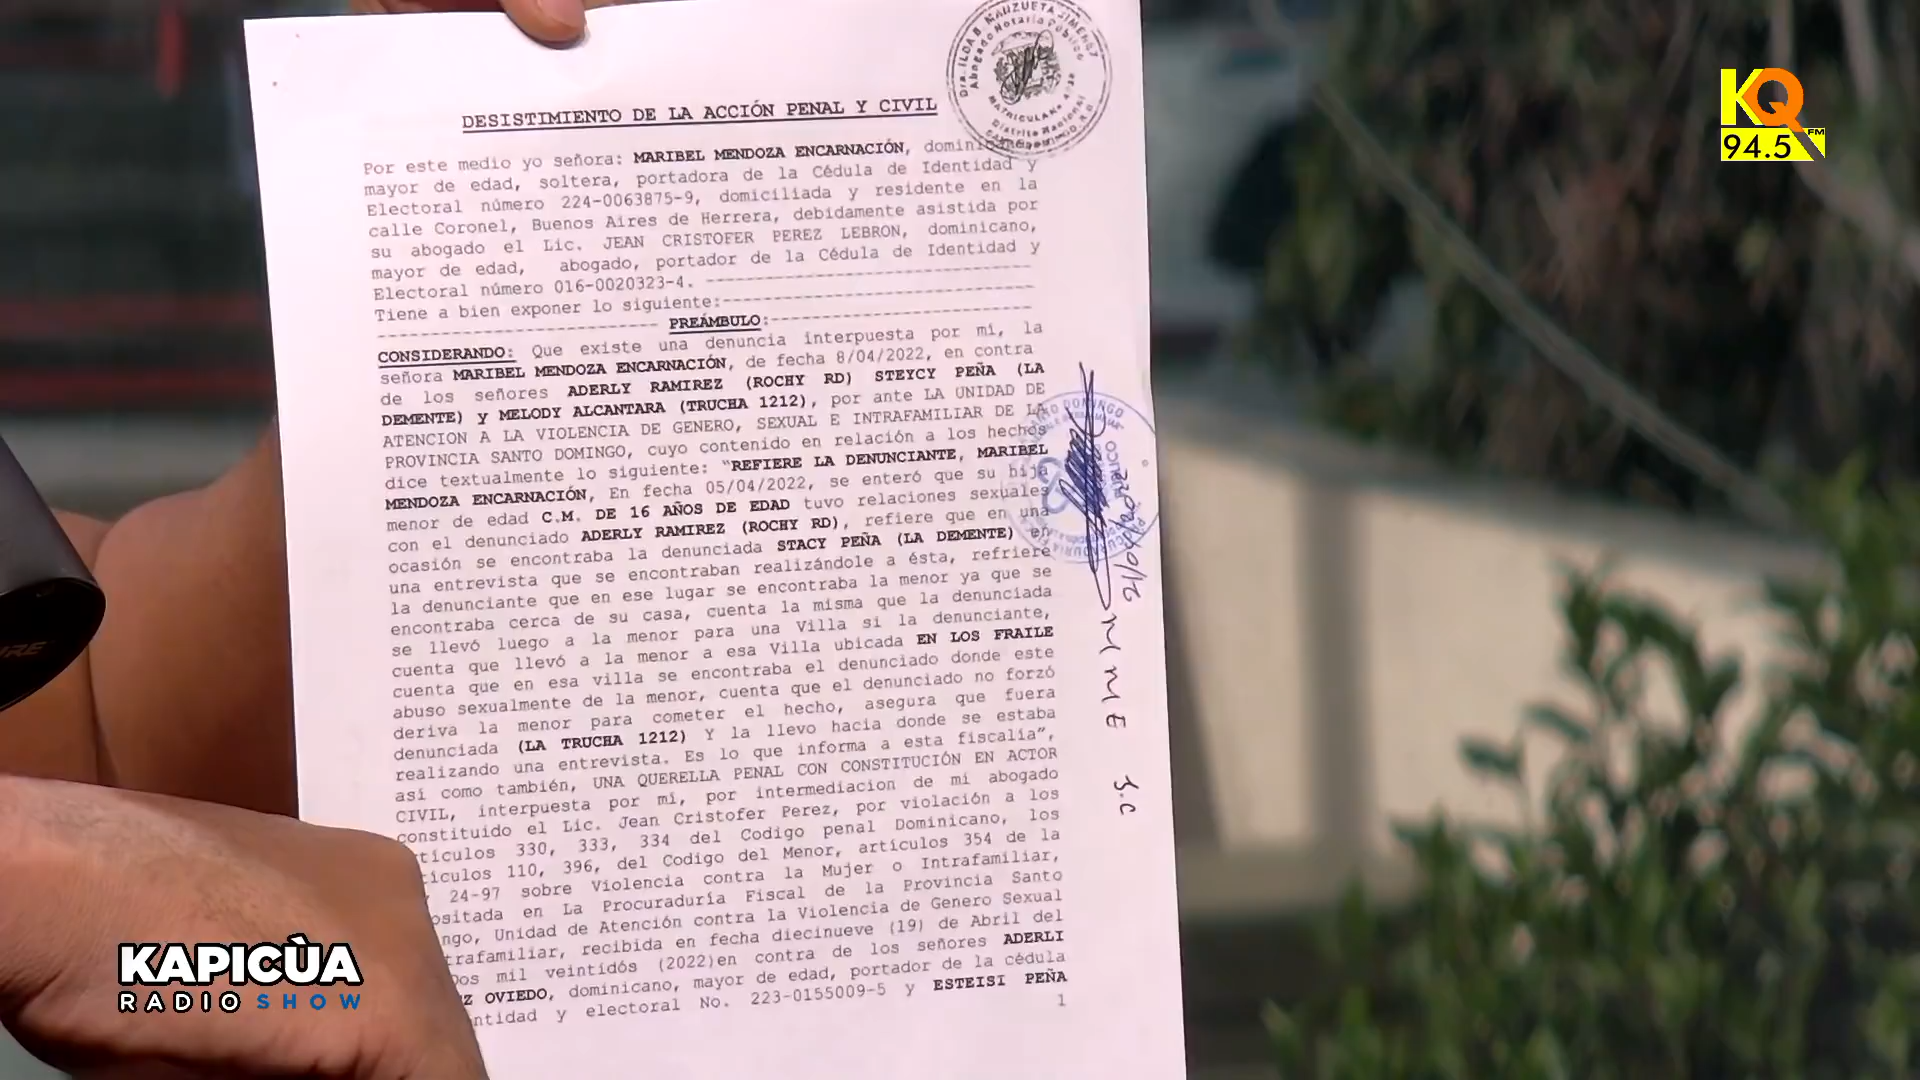 DESISTIMIENTO DE LA ACCIÓN PENAL Y CIVIL
Por este medio yo señora: MARIBEL MENDOZA ENCARNACIÓN,
mayor de edad, soltera, portadora de la Cédula de Identidad y
Electoral número 224-0063875-9, domiciliada y residente en la
calle Coronel, Buenos Aires de Herrera, debidamente asistida por
su abogado el Lic. JEAN CRISTOFER PEREZ LEBRON, dominicano,
mayor de edad, abogado, portador de la Cédula de Identidad y
Electoral número 016-0020323-4.
Tiene a bien exponer lo siguiente:
PREÁMBULO:
CONSIDERANDO: Que existe una denuncia interpuesta por mi, la
señora MARIBEL MENDOZA ENCARNACIÓN, de fecha 8/04/2022, en contra
de los señores ADERLY RAMIREZ (ROCHY RD) STEYCY PEÑA (LA
DEMENTE) y MELODY ALCANTARA (TRUCHA 1212), por ante LA UNIDAD DE
ATENCION A LA VIOLENCIA DE GENERO, SEXUAL E INTRAFAMILIAR DE LA
PROVINCIA SANTO DOMINGO, cuyo contenido en relación a los hechos
dice textualmente lo siguiente: "REFIERE LA DENUNCIANTE, MARIBEL
MENDOZA ENCARNACIÓN, En fecha 05/04/2022, se enteró que su hija
menor de edad C.M. DE 16 AÑOS DE EDAD tuvo relaciones sexuales
con el denunciado ADERLY RAMIREZ (ROCHY RD), refiere que en una
ocasión se encontraba la denunciada STACY PEÑA (LA DEMENTE) en
una entrevista que se encontraban realizándole a ésta, refriere
la denunciante que en ese lugar se encontraba la menor ya que se
encontraba cerca de su casa, cuenta la misma que la denunciada
se llevó luego a la menor para una Villa si la denunciante,
cuenta que llevó a la menor a esa Villa ubicada EN LOS FRAILE
cuenta que en esa villa se encontraba el denunciado donde este
abuso sexualmente de la menor, cuenta que el denunciado no forzó
deriva la menor para cometer el hecho, asegura que fuera
denunciada (LA TRUCHA 1212) Y la llevo hacia donde se estaba
realizando una entrevista. Es lo que informa a esta fiscalía",
así como también, UNA QUERELLA PENAL CON CONSTITUCIÓN EN ACTOR
CIVIL, interpuesta por mi, por intermediacion de mi abogado
constituido el Lic. Jean Cristofer Perez, por violación a los
tículos 330, 333, 334 del Codigo penal Dominicano, los
ículos 110, 396, del Codigo del Menor, artículos 354 de la
24-97 sobre Violencia contra la Mujer o Intrafamiliar,
ositada en La Procuraduría Fiscal de la Provincia Santo
ngo, Unidad de Atención contra la Violencia de Genero Sexual
trafamiliar, recibida en fecha diecinueve (19) de Abril del
Dos mil veintidós (2022)en contra de los señores ADERLI
Z OVIEDO, dominicano, mayor de edad, portador de la cédula
ntidad y electoral No. 223-0155009-5 y ESTEISI PEÑA
1
Dra. ILDA B. MAUZUETA JIMENEZ
Abogado Notario Público
MATRICULA
Distrito Nacional
SANTO DOMINGO
KQ
94.5 FM
KAPICÙA
RADIO SHOW